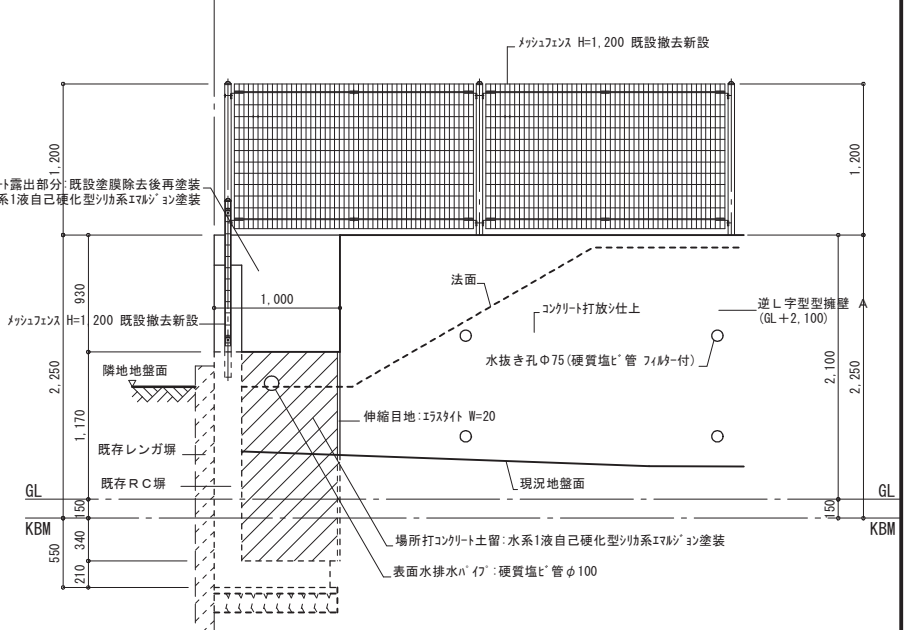 メッシュフェンス H=1,200 既設撤去新設
1,200
1,200
ﾄ露出部分:既設塗膜除去後再塗装
系1液自己硬化型シリカ系エマルジョン塗装
法面
930
1,000
コンクリート打放シ仕上
逆L字型型擁壁 A
(GL+2,100)
メッシュフェンス H=1,200 既設撤去新設
水抜き孔Φ75(硬質塩ビ管 フィルター付)
隣地地盤面
2,250
2,100
2,250
1,170
伸縮目地:エラスタイト W=20
既存レンガ塀
既存RC塀
現況地盤面
GL
GL
150
150
KBM
KBM
場所打コンクリート土留:水系1液自己硬化型シリカ系エマルジョン塗装
550
340
表面水排水パイプ:硬質塩ビ管φ100
210